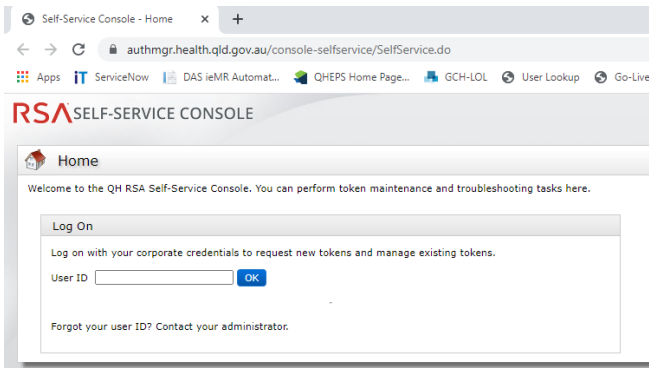 Self-Service Console - Home
authmgr.health.qld.gov.au/console-selfservice/SelfService.do
Apps iT ServiceNow DAS ieMR Automat... QHEPS Home Page... GCH-LOL User Lookup Go-Live
RSA SELF-SERVICE CONSOLE
Home
Welcome to the QH RSA Self-Service Console. You can perform token maintenance and troubleshooting tasks here.
Log On
Log on with your corporate credentials to request new tokens and manage existing tokens.
User ID OK
Forgot your user ID? Contact your administrator.